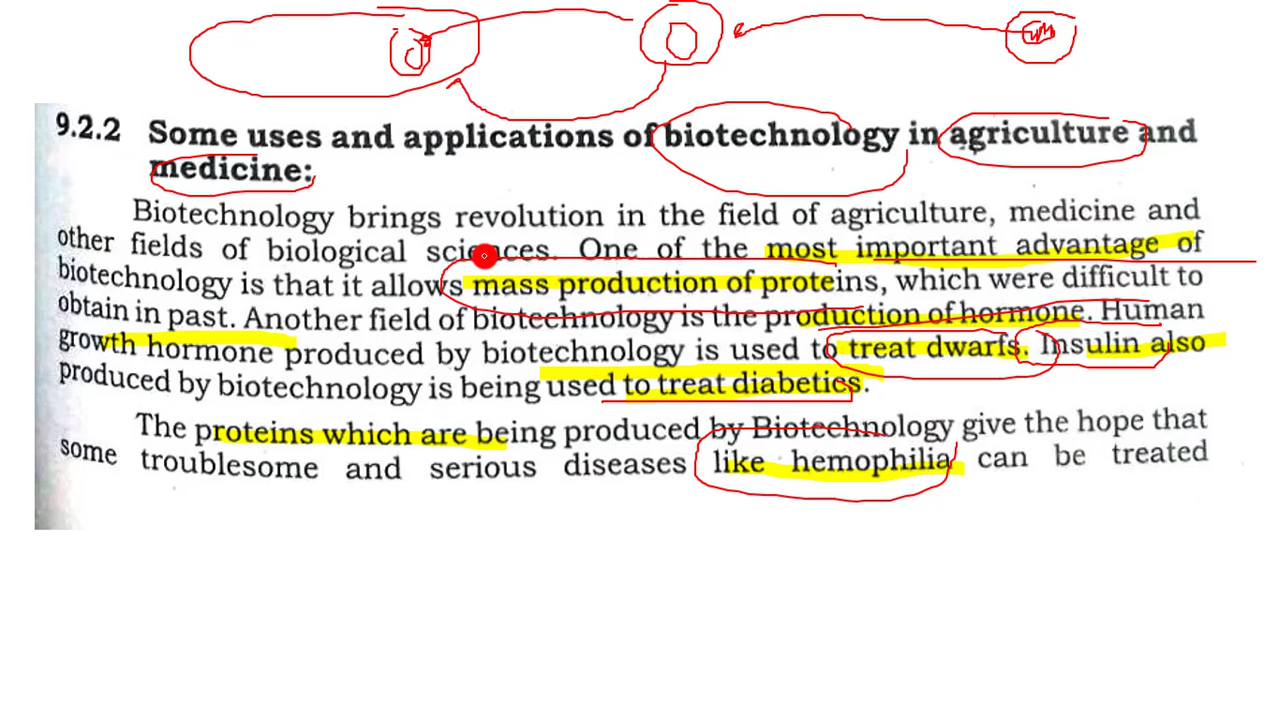 9.2.2 Some uses and applications of biotechnology in agriculture and
medicine:
Biotechnology brings revolution in the field of agriculture, medicine and
other fields of biological sciences. One of the most important advantage of
biotechnology is that it allows mass production of proteins, which were difficult to
obtain in past. Another field of biotechnology is the production of hormone. Human
growth hormone produced by biotechnology is used to treat dwarfs. Insulin also
produced by biotechnology is being used to treat diabetics.
The proteins which are being produced by Biotechnology give the hope that
some troublesome and serious diseases like hemophilia can be treated